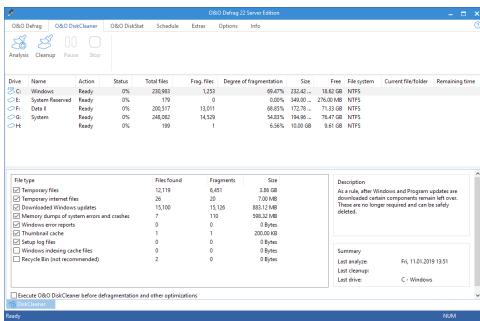 O&O Defrag 22 Server Edition
O&O Defrag O&O DiskCleaner O&O DiskStat Schedule Extras Options Info
Analysis Cleanup Pause Stop
Drive Name Action Status Total files Frag. files Degree of fragmentation Size Free File system Current file/folder Remaining time
C: Windows Ready 0% 230,983 1,253 69.47% 232.42 ... 18.62 GB NTFS
E: System Reserved Ready 0% 179 0 0.00% 349.00 ... 276.00 MB NTFS
F: Data II Ready 0% 200,517 13,011 68.85% 172.78 ... 71.33 GB NTFS
G: System Ready 0% 248,082 14,529 54.83% 194.96 ... 76.47 GB NTFS
H: Ready 0% 199 1 6.56% 10.00 GB 9.61 GB NTFS
File type Files found Fragments Size
Temporary files 12,119 6,451 3.86 GB
Temporary internet files 26 20 7.00 MB
Downloaded Windows updates 15,100 15,126 883.12 MB
Memory dumps of system errors and crashes 7 110 598.32 MB
Windows error reports 0 0 0 Bytes
Thumbnail cache 1 1 200.00 KB
Setup log files 0 0 0 Bytes
Windows indexing cache files 0 0 0 Bytes
Recycle Bin (not recommended) 2 0 0 Bytes
Description
As a rule, after Windows and Program updates are
downloaded certain components remain left over.
These are no longer required and can be safely
deleted.
Summary
Last analyze: Fri, 11.01.2019 13:51
Last cleanup:
Last drive: C - Windows
Execute O&O DiskCleaner before defragmentation and other optimizations
DiskCleaner
Ready NUM